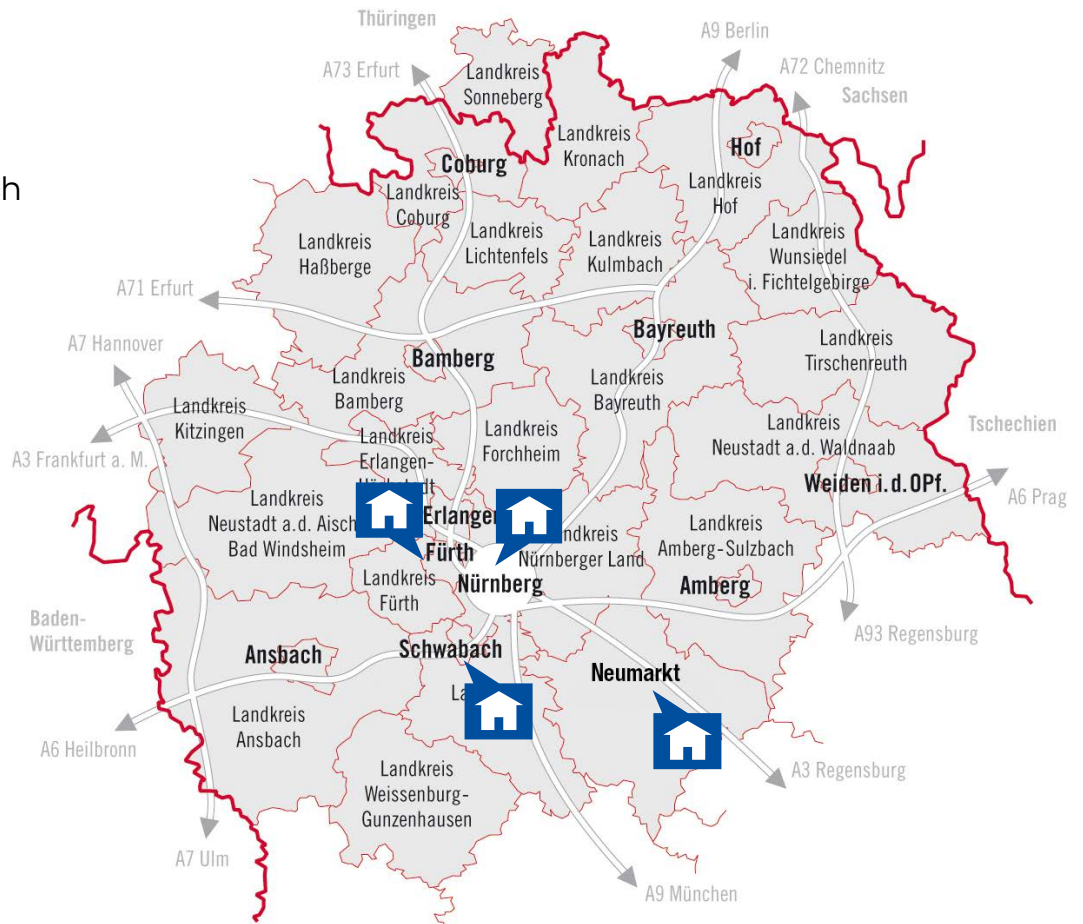 Thüringen
A9 Berlin
A73 Erfurt
A72 Chemnitz
Sachsen
Landkreis
Sonneberg
Landkreis
Kronach
Hof
Coburg
h
Landkreis
Coburg
Landkreis
Hof
Landkreis
Haßberge
Landkreis
Lichtenfels
Landkreis
Kulmbach
Landkreis
Wunsiedel
i. Fichtelgebirge
A71 Erfurt
A7 Hannover
Bamberg
Bayreuth
Landkreis
Tirschenreuth
Landkreis
Bamberg
Landkreis
Bayreuth
Landkreis
Kitzingen
Landkreis
Neustadt a.d. Waldnaab
Tschechien
A3 Frankfurt a. M.
Landkreis
Erlangen-
Landkreis
Forchheim
Weiden i.d.OPf.
A6 Prag
Landkreis
Neustadt a.d. Aisch
Bad Windsheim
Erlangen
Fürth
Nürnberg
Nürnberger Land
Landkreis
Amberg-Sulzbach
Amberg
Landkreis
Fürth
Baden-
Württemberg
A93 Regensburg
Ansbach
Schwabach
Neumarkt
Landkreis
Ansbach
A6 Heilbronn
A3 Regensburg
Landkreis
Weissenburg-
Gunzenhausen
A7 Ulm
A9 München